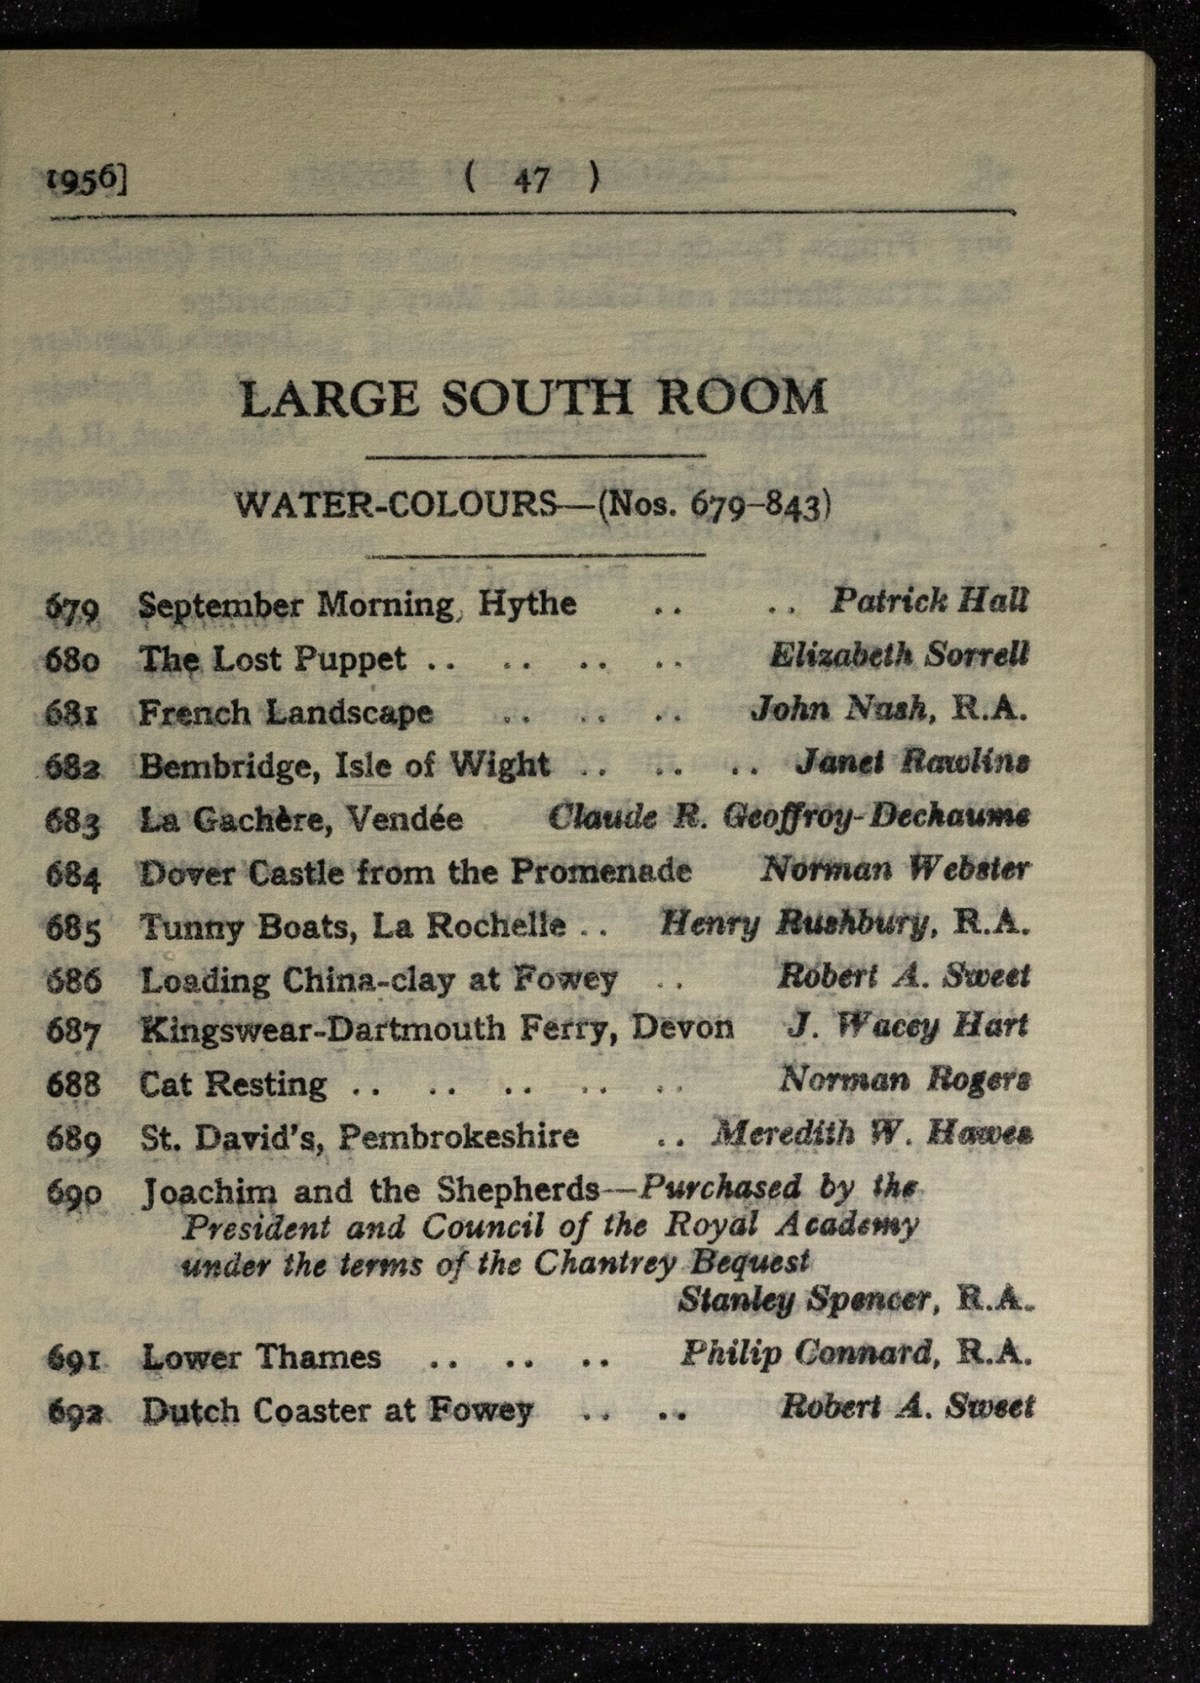 1956] ( 47 )
LARGE SOUTH ROOM
WATER-COLOURS—(Nos. 679–843)
679 September Morning, Hythe .. .. Patrick Hall
680 The Lost Puppet .. .. .. .. Elizabeth Sorrell
681 French Landscape .. .. .. John Nash, R.A.
682 Bembridge, Isle of Wight .. .. .. Janet Rawlins
683 La Gachère, Vendée Claude R. Geoffroy-Dechaume
684 Dover Castle from the Promenade Norman Webster
685 Tunny Boats, La Rochelle .. Henry Rushbury, R.A.
686 Loading China-clay at Fowey .. Robert A. Sweet
687 Kingswear-Dartmouth Ferry, Devon J. Wacey Hart
688 Cat Resting .. .. .. .. .. Norman Rogers
689 St. David's, Pembrokeshire .. Meredith W. Hawes
690 Joachim and the Shepherds—Purchased by the
President and Council of the Royal Academy
under the terms of the Chantrey Bequest
Stanley Spencer, R.A.
691 Lower Thames .. .. .. Philip Connard, R.A.
692 Dutch Coaster at Fowey .. .. Robert A. Sweet